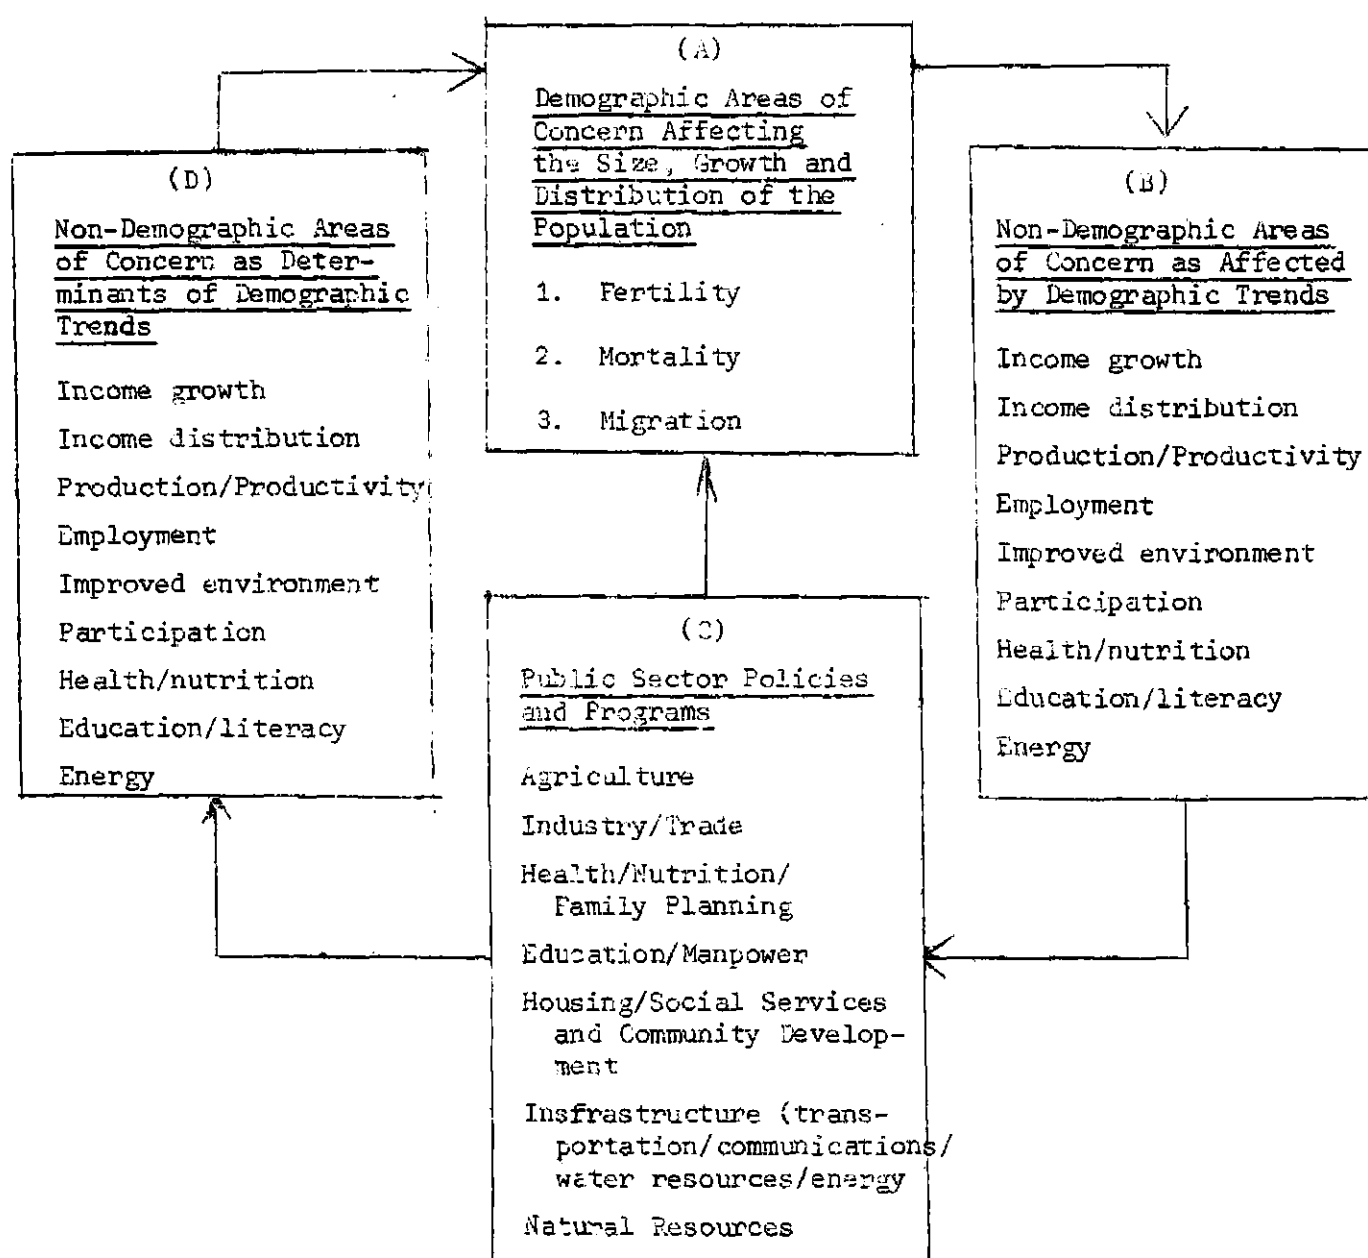 (A)
Demographic Areas of
Concern Affecting
the Size, Growth and
Distribution of the
Population
1. Fertility
2. Mortality
3. Migration
(D)
Non-Demographic Areas
of Concern as Deter-
minants of Demographic
Trends
Income growth
Income distribution
Production/Productivity
Employment
Improved environment
Participation
Health/nutrition
Education/literacy
Energy
(B)
Non-Demographic Areas
of Concern as Affected
by Demographic Trends
Income growth
Income distribution
Production/Productivity
Employment
Improved environment
Participation
Health/nutrition
Education/literacy
Energy
(C)
Public Sector Policies
and Programs
Agriculture
Industry/Trade
Health/Nutrition/
Family Planning
Education/Manpower
Housing/Social Services
and Community Develop-
ment
Insfrastructure (trans-
portation/communications/
water resources/energy
Natural Resources